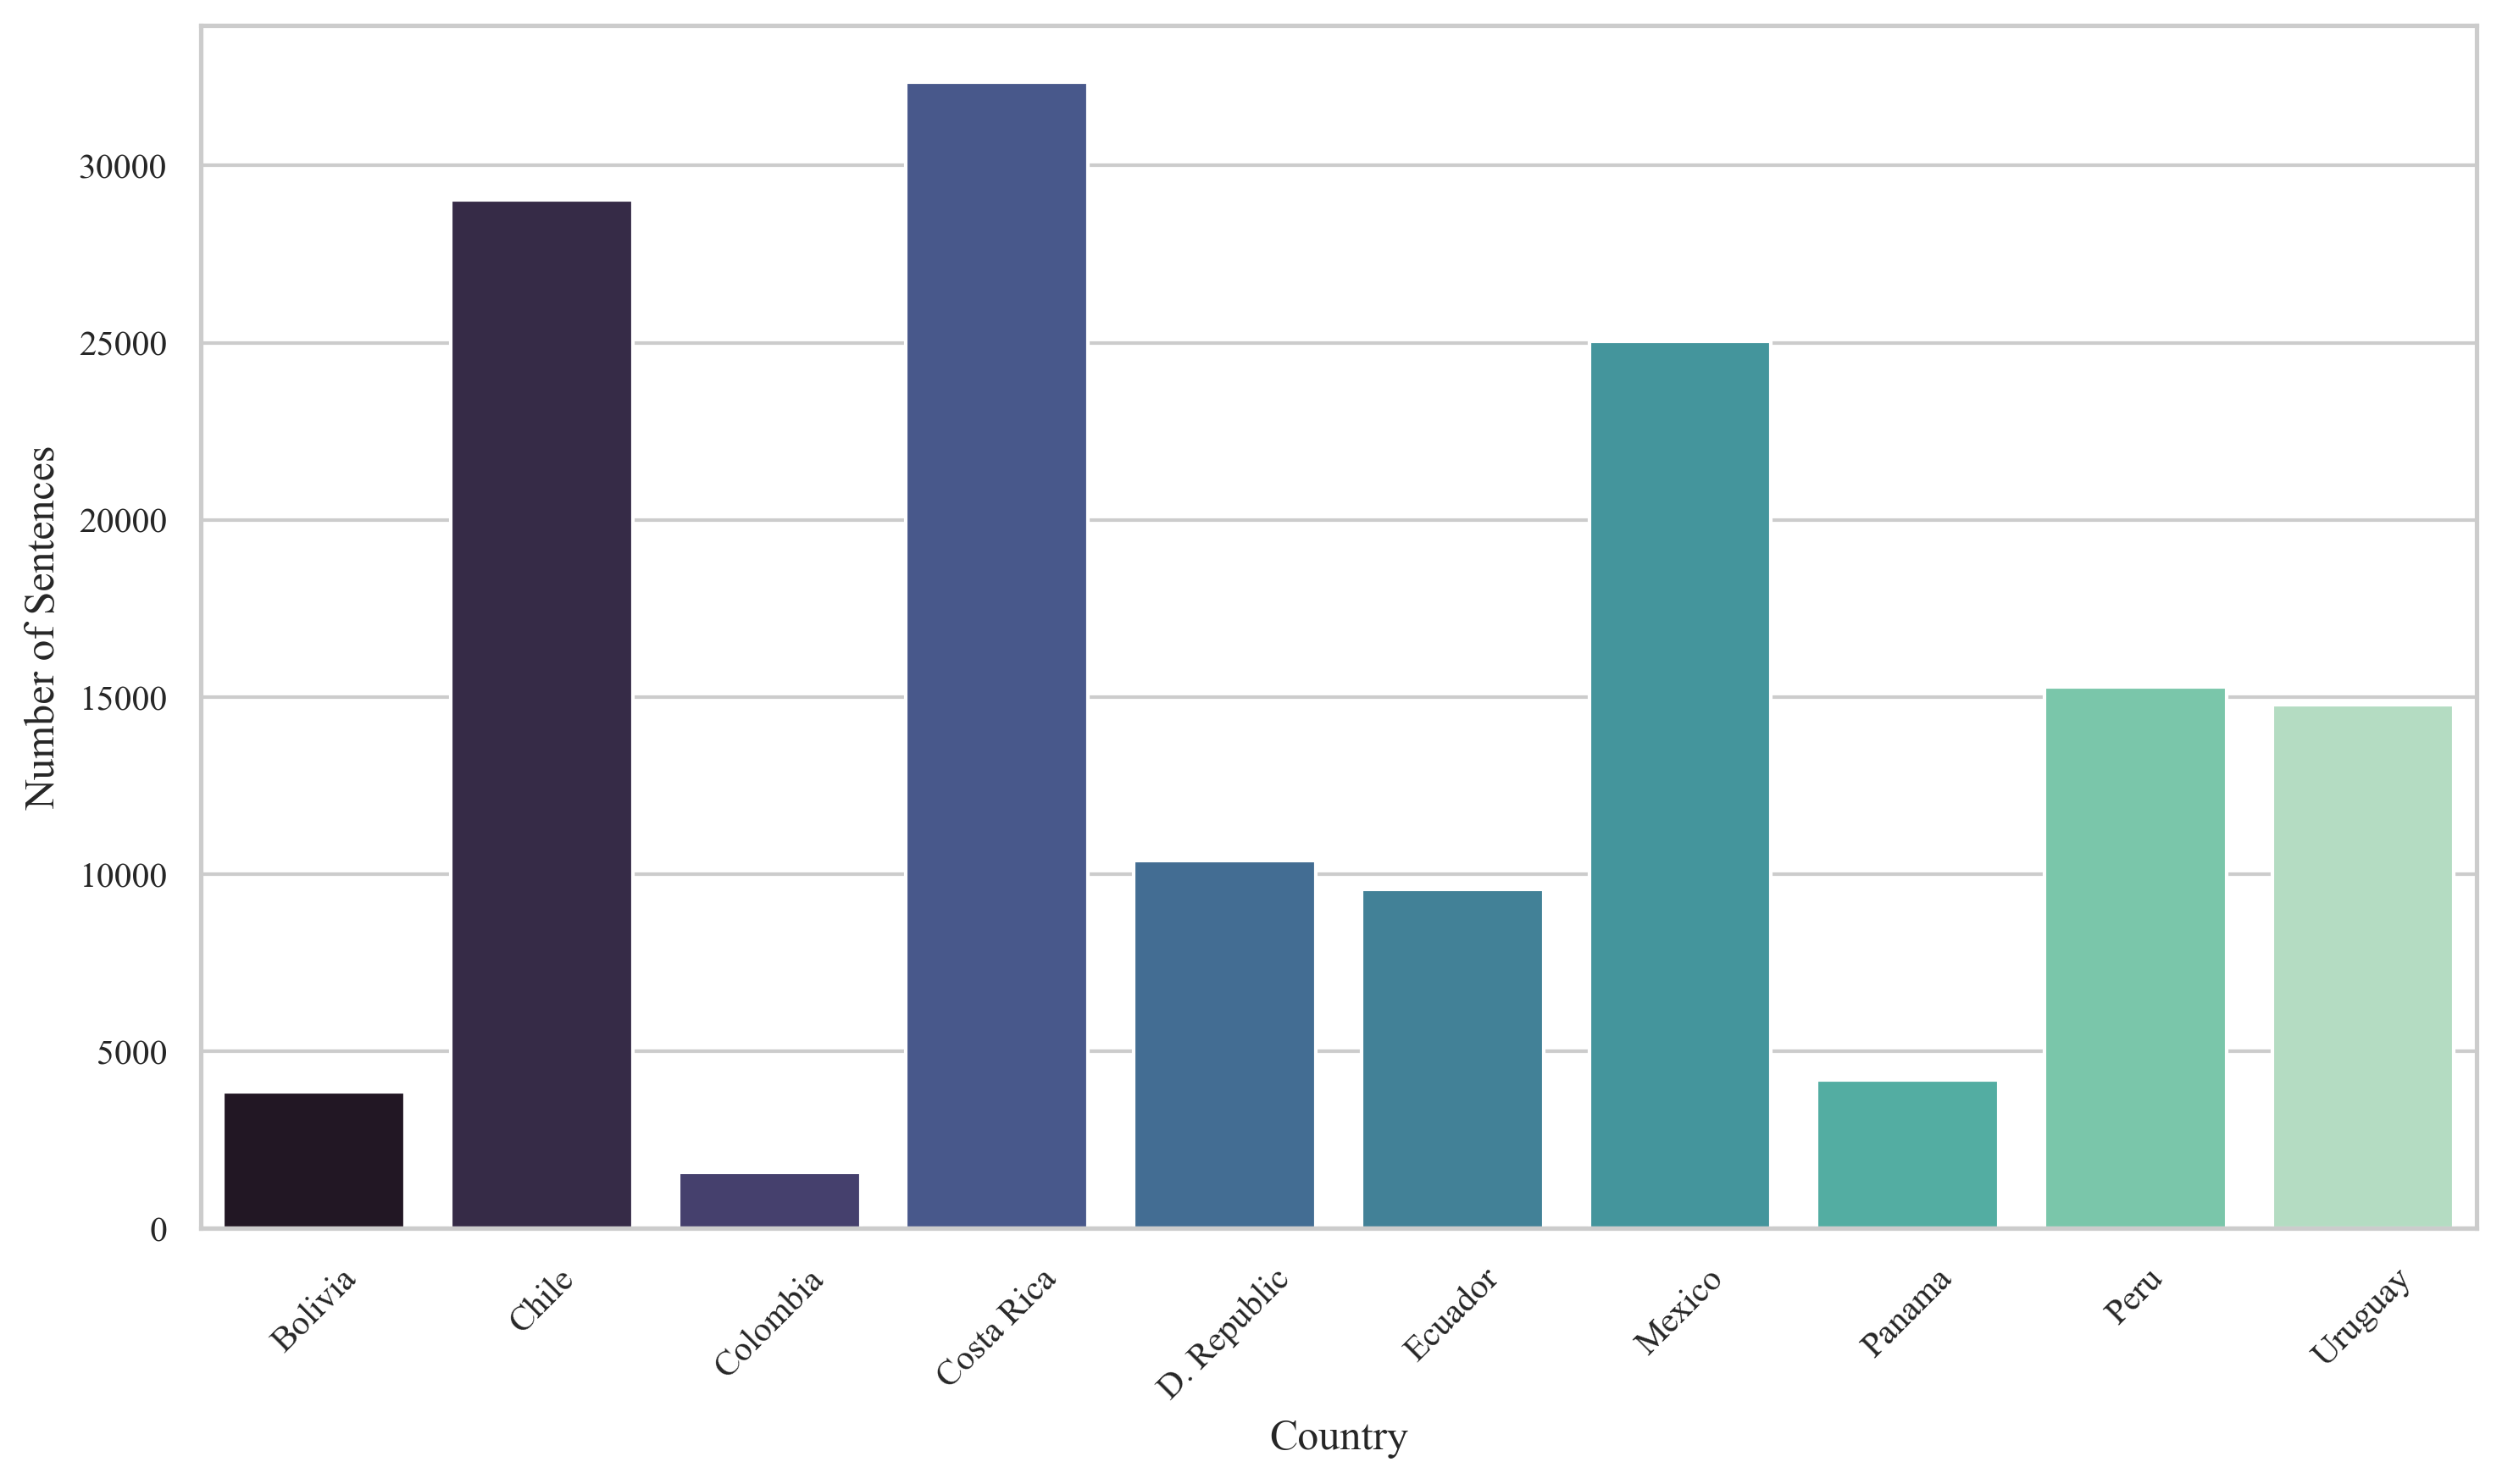 Number of Sentences
30000
25000
20000
15000
10000
5000
0
Bolivia
Chile
Colombia
Costa Rica
D. Republic
Ecuador
Mexico
Panama
Peru
Uruguay
Country